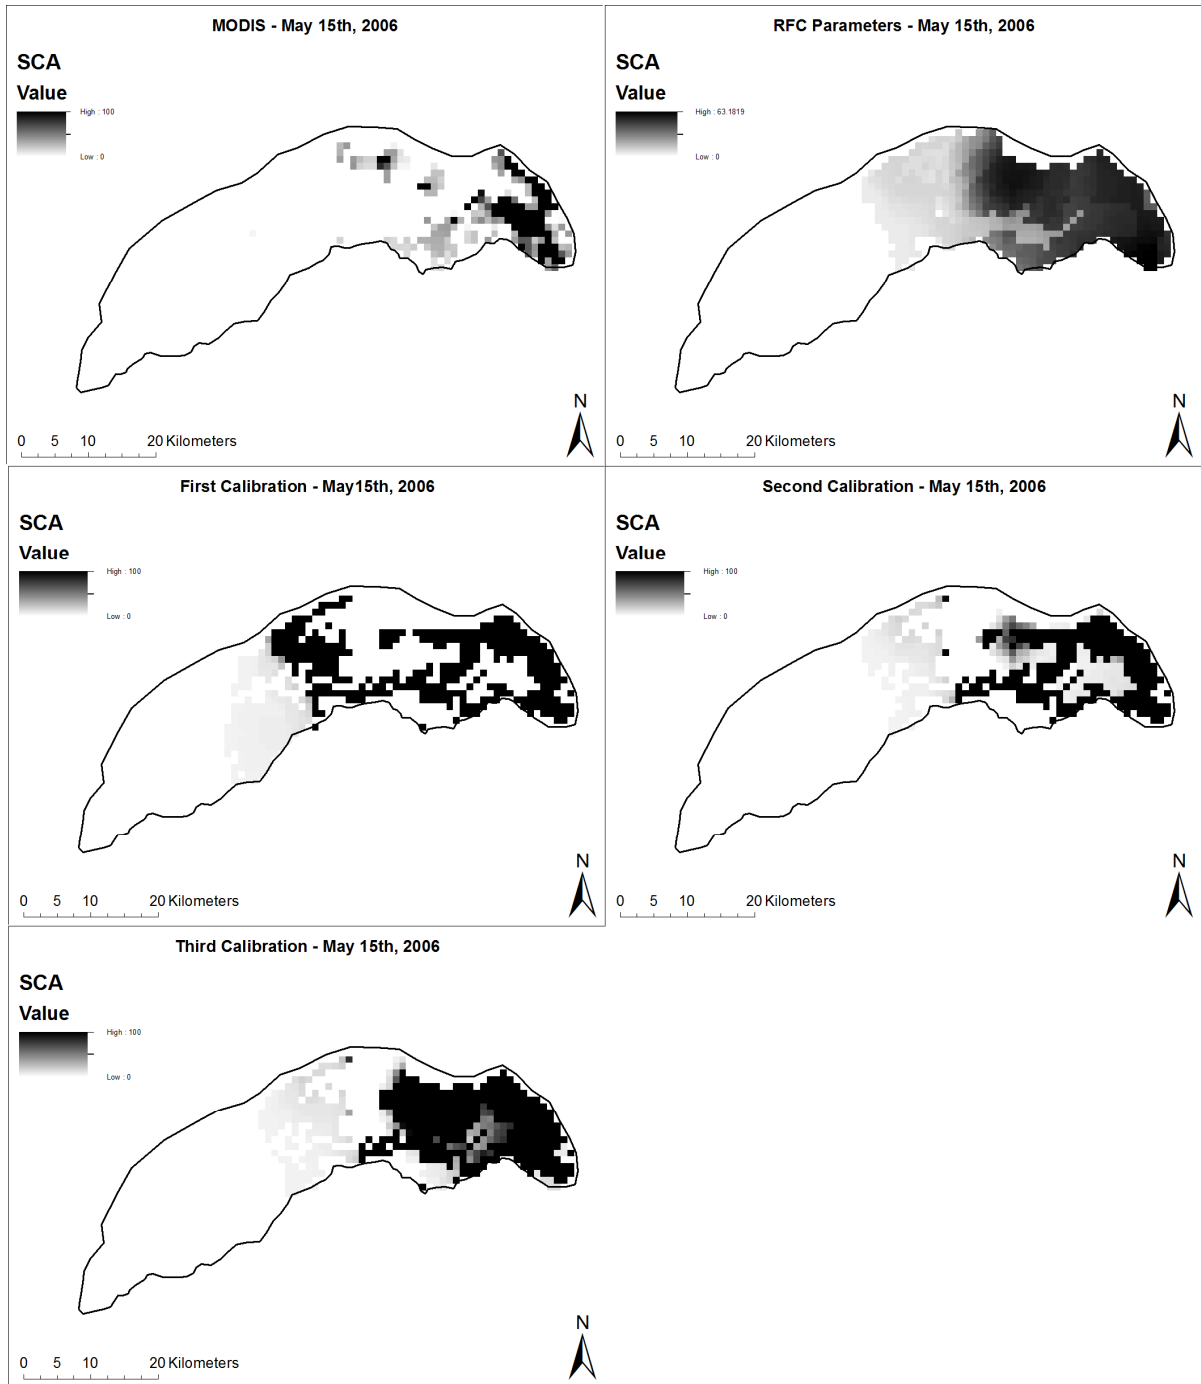 MODIS - May 15th, 2006
SCA
Value
High : 100
Low : 0
N
0 5 10 20 Kilometers
RFC Parameters - May 15th, 2006
SCA
Value
High : 63.1819
Low : 0
N
0 5 10 20 Kilometers
First Calibration - May15th, 2006
SCA
Value
High : 100
Low : 0
N
0 5 10 20 Kilometers
Second Calibration - May 15th, 2006
SCA
Value
High : 100
Low : 0
N
0 5 10 20 Kilometers
Third Calibration - May 15th, 2006
SCA
Value
High : 100
Low : 0
N
0 5 10 20 Kilometers